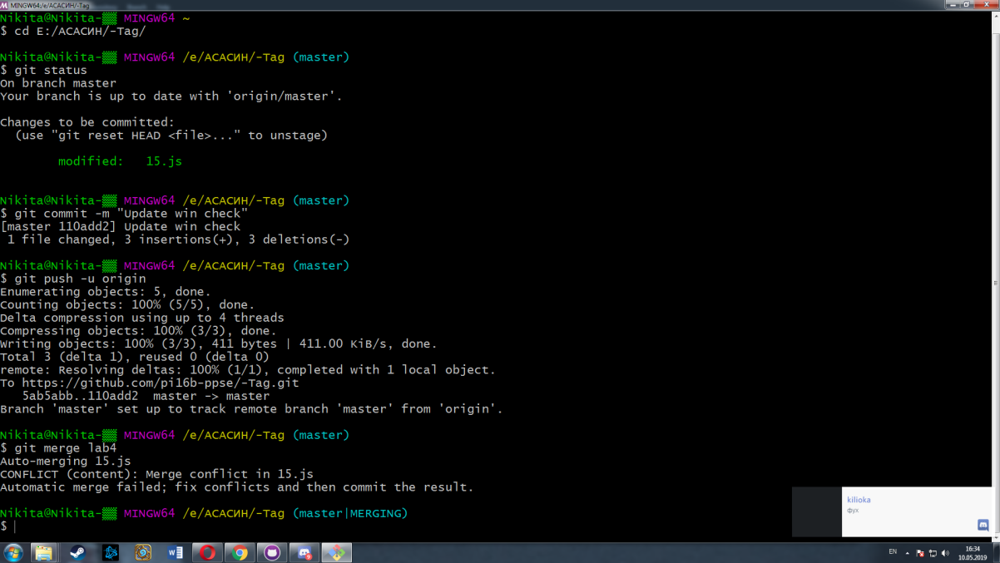 MINGW64:/e/АСАСИН/-Tag
Nikita@Nikita-▒▒ MINGW64 ~
$ cd E:/АСАСИН/-Tag/
Nikita@Nikita-▒▒ MINGW64 /e/АСАСИН/-Tag (master)
$ git status
On branch master
Your branch is up to date with 'origin/master'.
Changes to be committed:
(use "git reset HEAD <file>..." to unstage)
modified:   15.js
Nikita@Nikita-▒▒ MINGW64 /e/АСАСИН/-Tag (master)
$ git commit -m "Update win check"
[master 110add2] Update win check
1 file changed, 3 insertions(+), 3 deletions(-)
Nikita@Nikita-▒▒ MINGW64 /e/АСАСИН/-Tag (master)
$ git push -u origin
Enumerating objects: 5, done.
Counting objects: 100% (5/5), done.
Delta compression using up to 4 threads
Compressing objects: 100% (3/3), done.
Writing objects: 100% (3/3), 411 bytes | 411.00 KiB/s, done.
Total 3 (delta 1), reused 0 (delta 0)
remote: Resolving deltas: 100% (1/1), completed with 1 local object.
To https://github.com/pi16b-ppse/-Tag.git
5ab5abb..110add2  master -> master
Branch 'master' set up to track remote branch 'master' from 'origin'.
Nikita@Nikita-▒▒ MINGW64 /e/АСАСИН/-Tag (master)
$ git merge lab4
Auto-merging 15.js
CONFLICT (content): Merge conflict in 15.js
Automatic merge failed; fix conflicts and then commit the result.
Nikita@Nikita-▒▒ MINGW64 /e/АСАСИН/-Tag (master|MERGING)
$
kilioka
фух
EN
16:34
10.05.2019